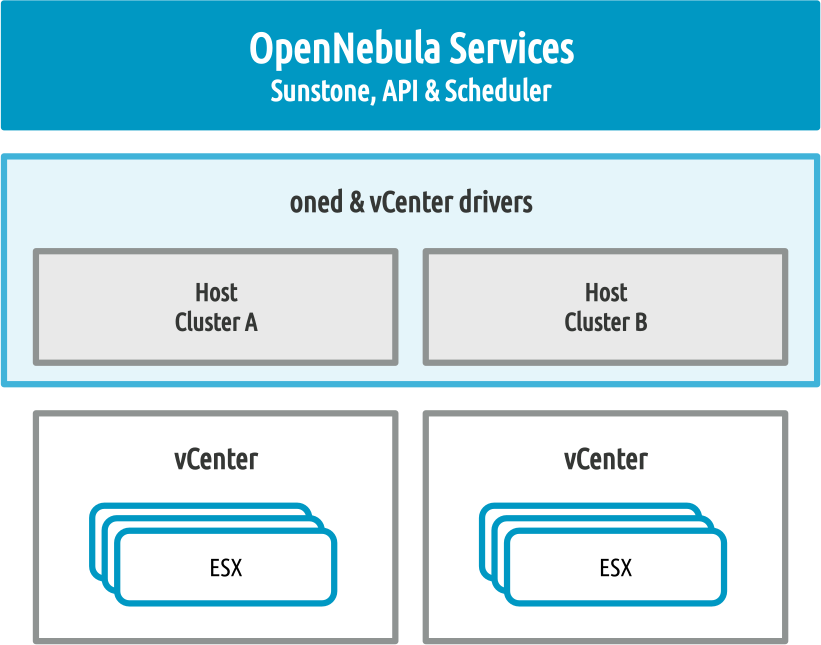 OpenNebula Services
Sunstone, API & Scheduler
oned & vCenter drivers
Host
Cluster A
Host
Cluster B
vCenter
ESX
vCenter
ESX